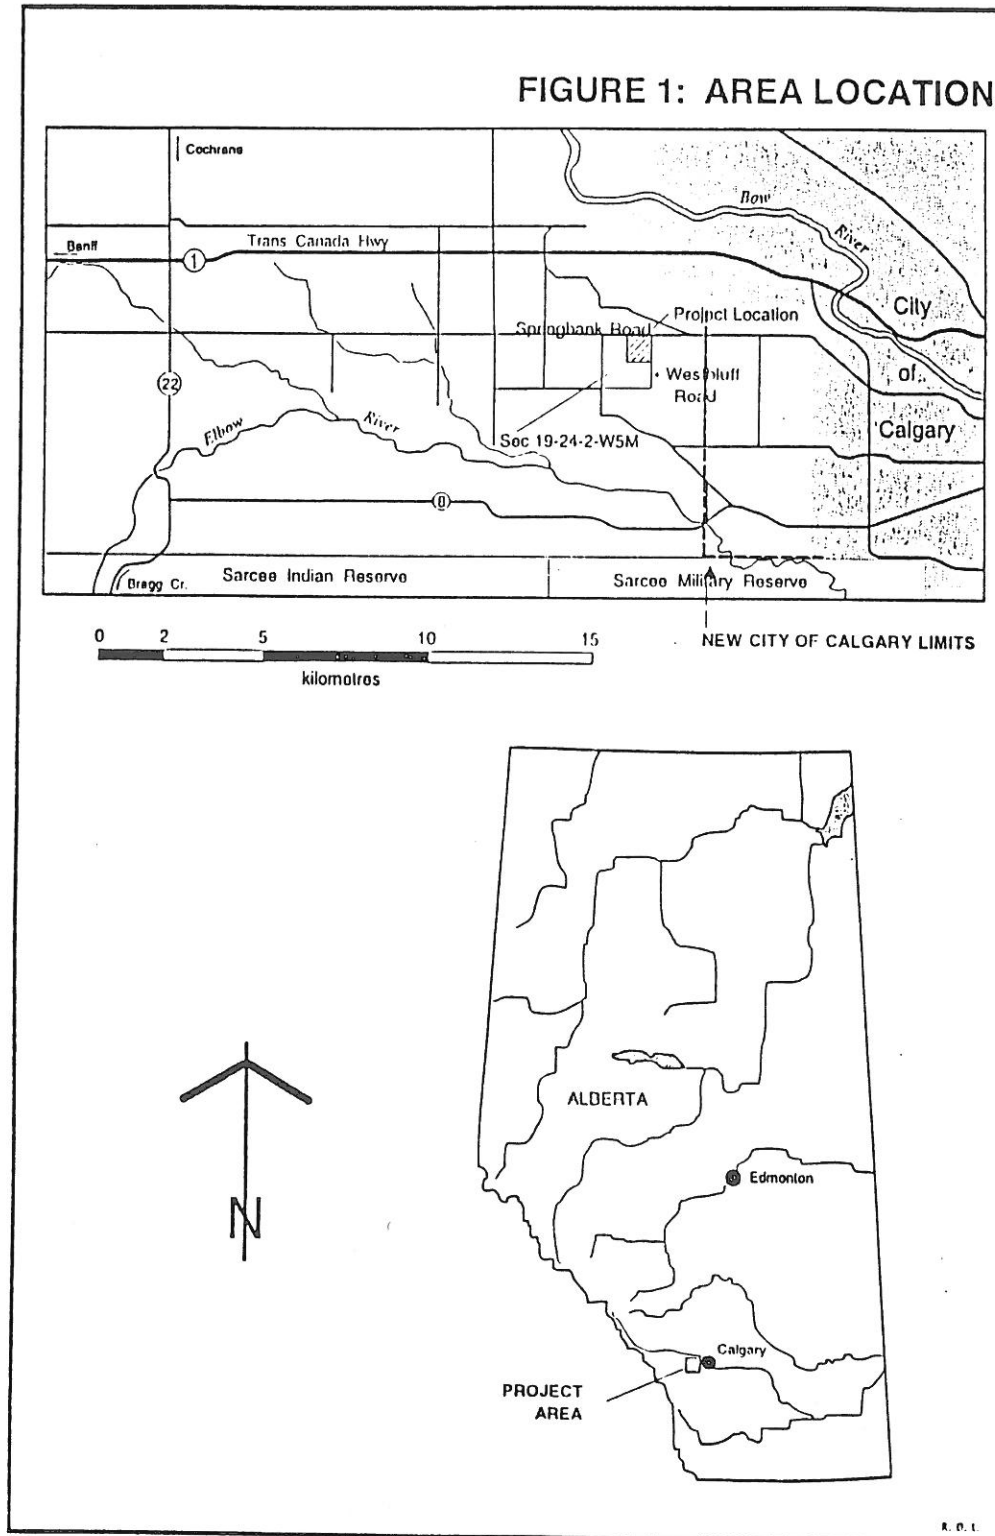 FIGURE 1: AREA LOCATION
Cochrane
Bow
River
Banff
Trans Canada Hwy
1
City
of
Calgary
Project Location
Springbank Road
22
Westbluff
Road
Elbow
River
Sec 19-24-2-W5M
8
Sarcee Indian Reserve
Sarcee Military Reserve
Bragg Cr.
0 2 5 10 15
kilometres
NEW CITY OF CALGARY LIMITS
ALBERTA
N
Edmonton
Calgary
PROJECT
AREA
R. D. L.